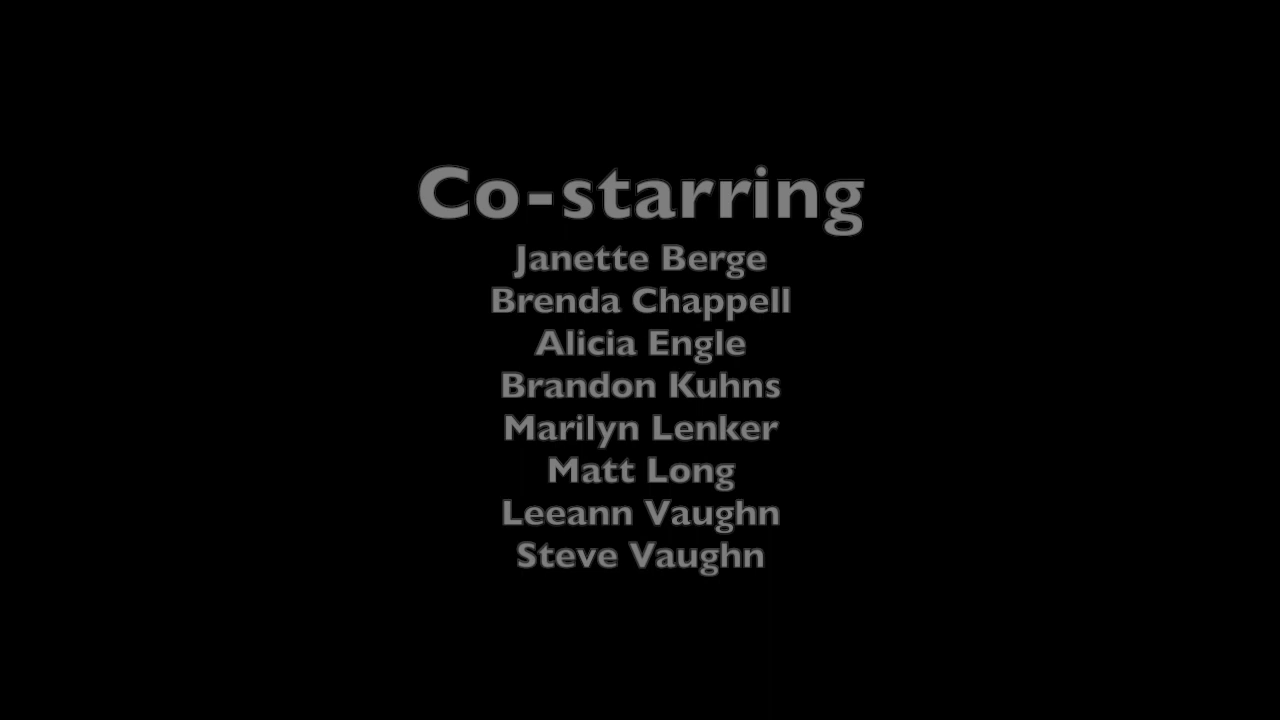 Co-starring
Janette Berge
Brenda Chappell
Alicia Engle
Brandon Kuhns
Marilyn Lenker
Matt Long
Leeann Vaughn
Steve Vaughn